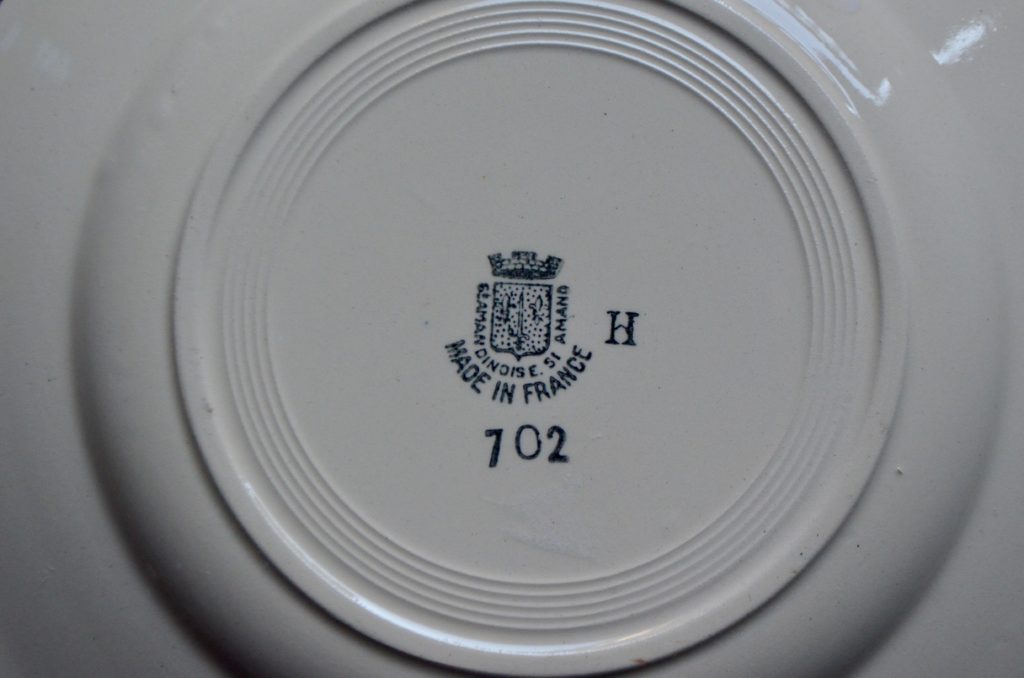 St AMANDINOISE. St AMAND
MADE IN FRANCE
H
702